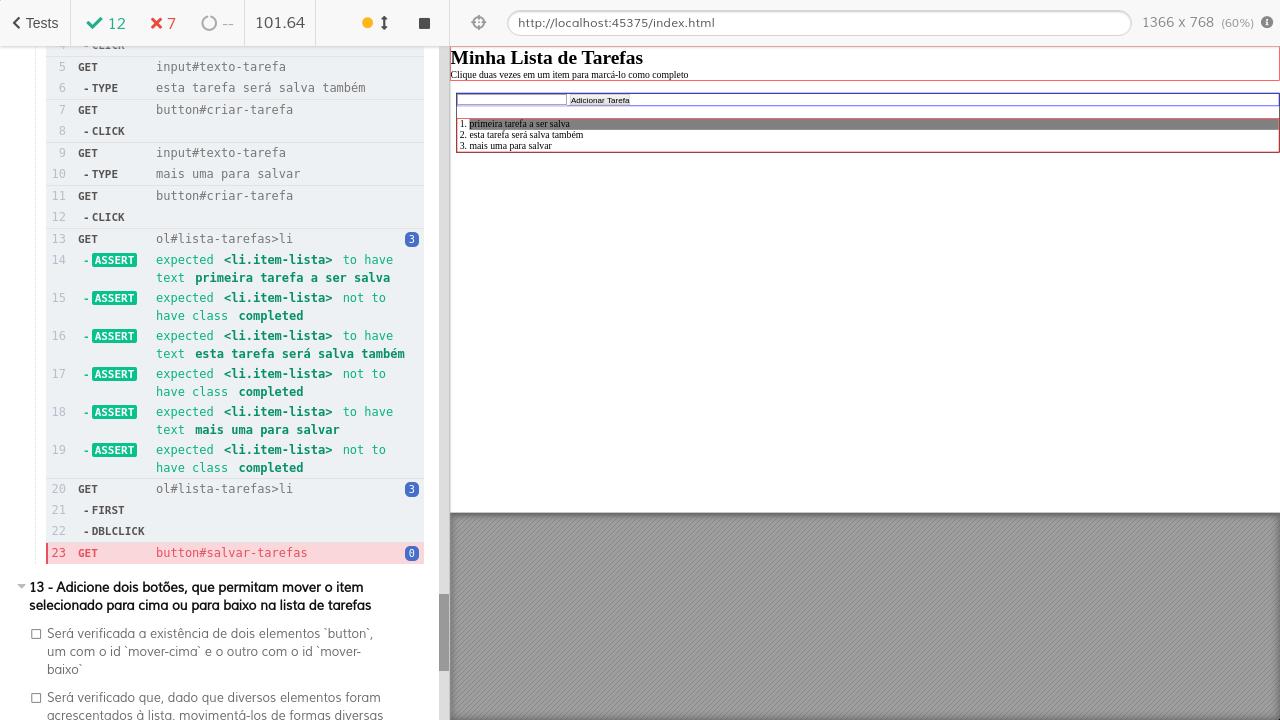 Tests 12 7 -- 101.64
http://localhost:45375/index.html 1366 x 768 (60%)
4 -CLICK
5 GET input#texto-tarefa
6 -TYPE esta tarefa será salva também
7 GET button#criar-tarefa
8 -CLICK
9 GET input#texto-tarefa
10 -TYPE mais uma para salvar
11 GET button#criar-tarefa
12 -CLICK
13 GET ol#lista-tarefas>li 3
14 -ASSERT expected <li.item-lista> to have
text primeira tarefa a ser salva
15 -ASSERT expected <li.item-lista> not to
have class completed
16 -ASSERT expected <li.item-lista> to have
text esta tarefa será salva também
17 -ASSERT expected <li.item-lista> not to
have class completed
18 -ASSERT expected <li.item-lista> to have
text mais uma para salvar
19 -ASSERT expected <li.item-lista> not to
have class completed
20 GET ol#lista-tarefas>li 3
21 -FIRST
22 -DBLCLICK
23 GET button#salvar-tarefas 0
13 - Adicione dois botões, que permitam mover o item
selecionado para cima ou para baixo na lista de tarefas
Será verificada a existência de dois elementos `button`,
um com o id `mover-cima` e o outro com o id `mover-
baixo`
Será verificado que, dado que diversos elementos foram
acrescentados à lista, movimentá-los de formas diversas
Minha Lista de Tarefas
Clique duas vezes em um item para marcá-lo como completo
Adicionar Tarefa
1. primeira tarefa a ser salva
2. esta tarefa será salva também
3. mais uma para salvar